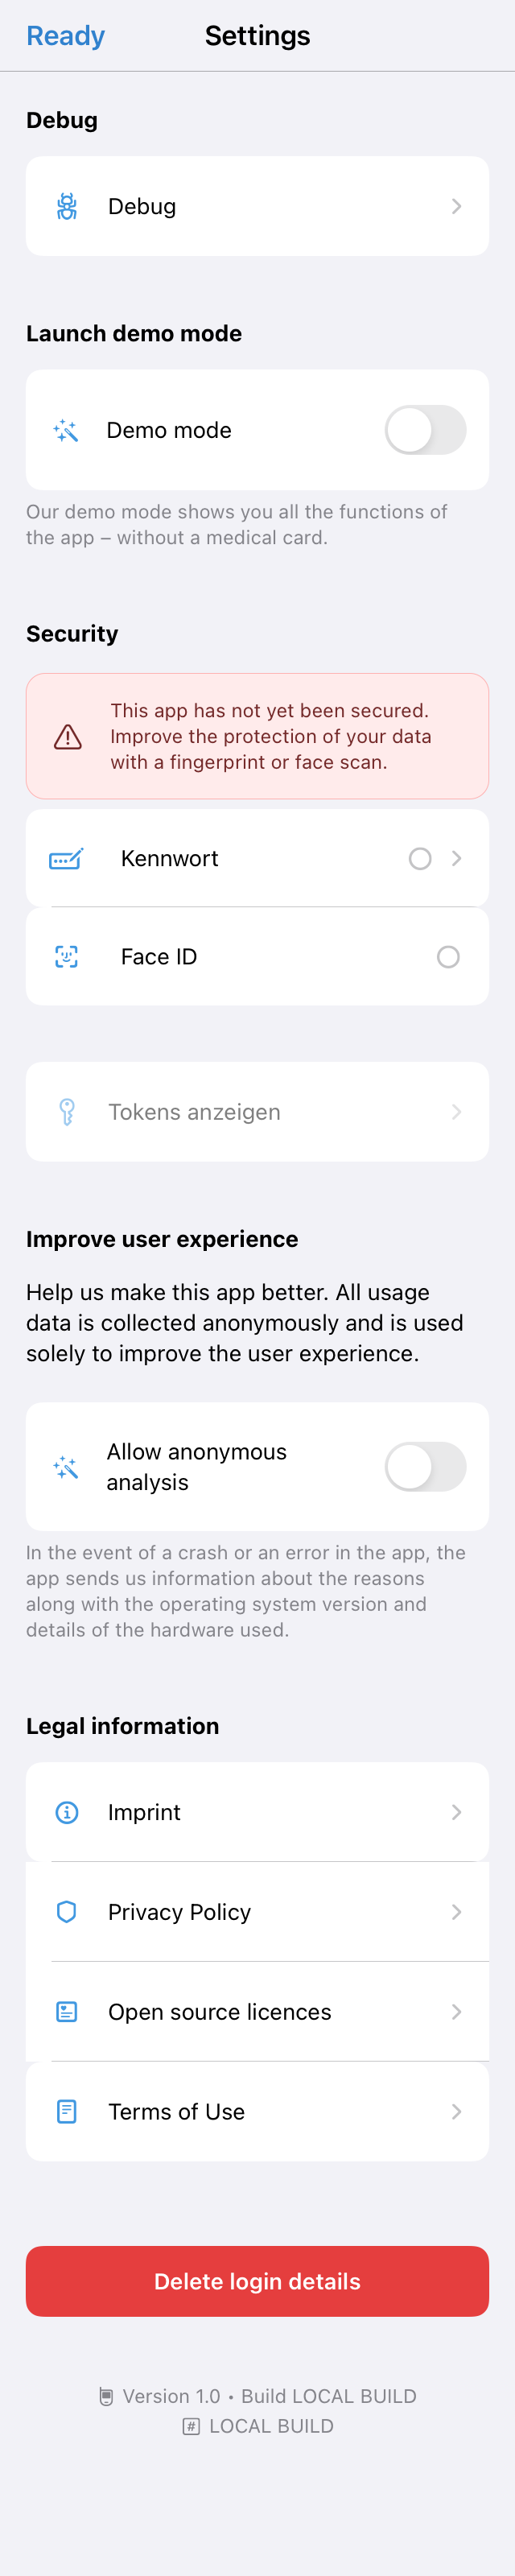 Ready
Settings
Debug
Debug
Launch demo mode
Demo mode
Our demo mode shows you all the functions of
the app – without a medical card.
Security
This app has not yet been secured.
Improve the protection of your data
with a fingerprint or face scan.
Kennwort
Face ID
Tokens anzeigen
Improve user experience
Help us make this app better. All usage
data is collected anonymously and is used
solely to improve the user experience.
Allow anonymous
analysis
In the event of a crash or an error in the app, the
app sends us information about the reasons
along with the operating system version and
details of the hardware used.
Legal information
Imprint
Privacy Policy
Open source licences
Terms of Use
Delete login details
Version 1.0 • Build LOCAL BUILD
# LOCAL BUILD